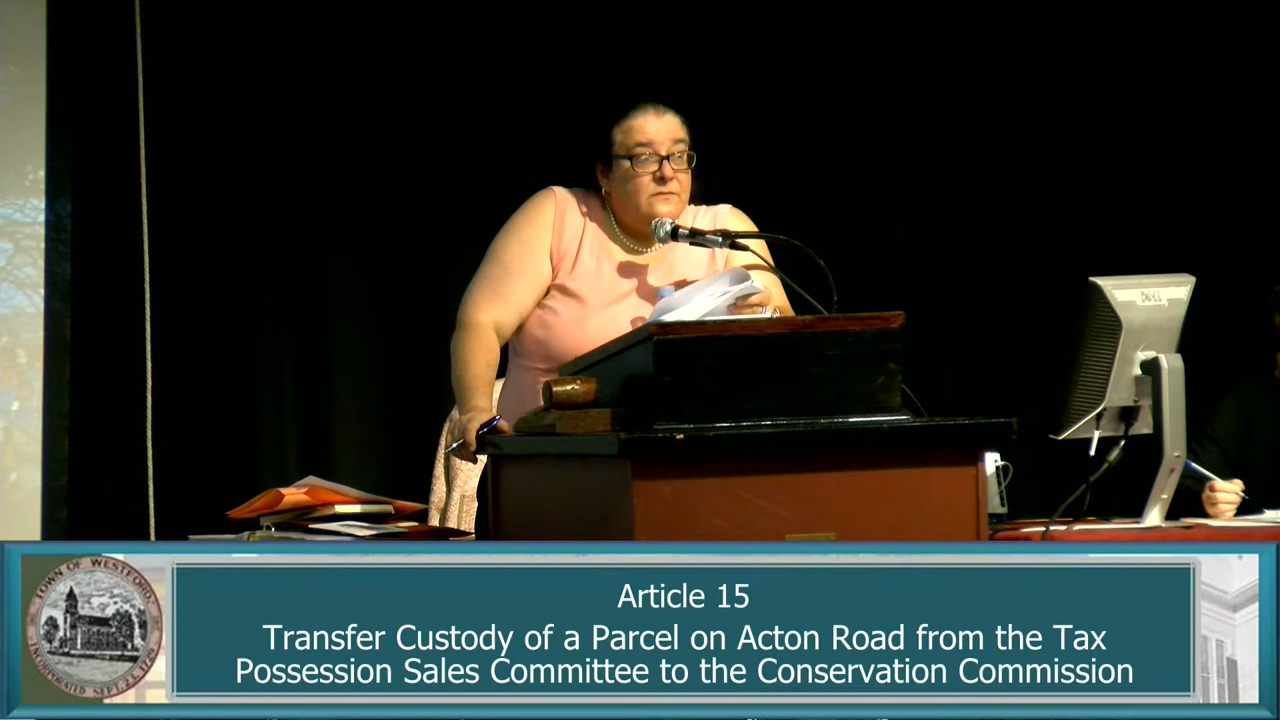 DELL
TOWN OF WESTFORD,
Article 15
Transfer Custody of a Parcel on Acton Road from the Tax
Possession Sales Committee to the Conservation Commission